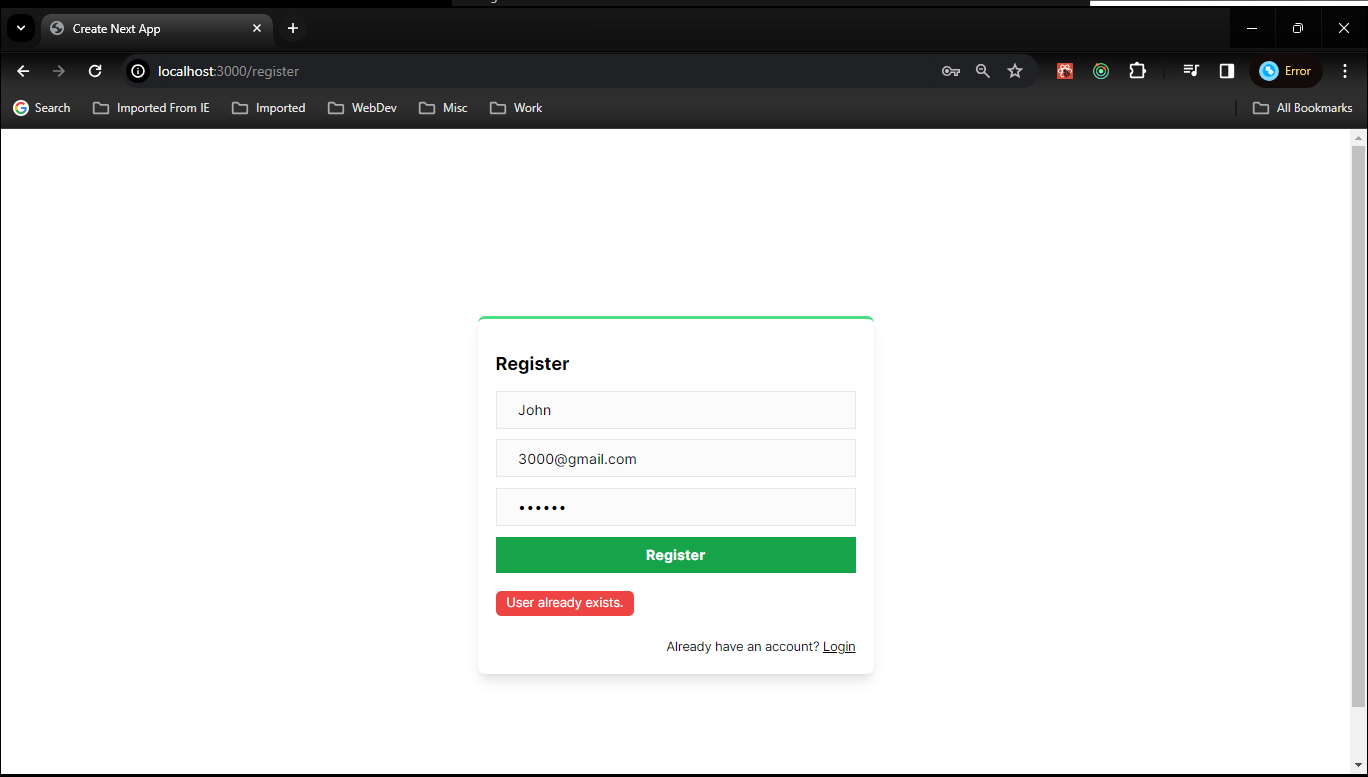 Create Next App
localhost:3000/register
Error
Search
Imported From IE
Imported
WebDev
Misc
Work
All Bookmarks
Register
John
3000@gmail.com
••••••
Register
User already exists.
Already have an account? Login